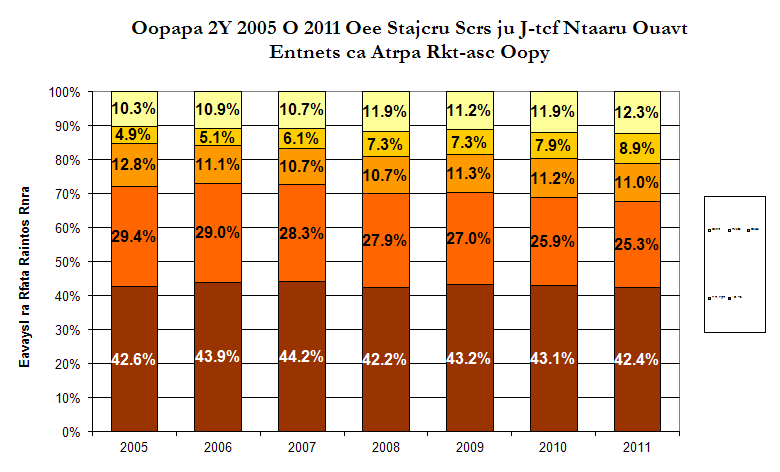 Oopapa 2Y 2005 O 2011 Oee Stajcru Scrs ju J-tcf Ntaaru Ouavt
Entnets ca Atrpa Rkt-asc Oopy
Eavaysl ra Rfata Raintos Rnra
100%
90%
80%
70%
60%
50%
40%
30%
20%
10%
0%
10.3% 10.9% 10.7% 11.9% 11.2% 11.9% 12.3%
4.9% 5.1% 6.1% 7.3% 7.3% 7.9% 8.9%
12.8% 11.1% 10.7% 10.7% 11.3% 11.2% 11.0%
29.4% 29.0% 28.3% 27.9% 27.0% 25.9% 25.3%
42.6% 43.9% 44.2% 42.2% 43.2% 43.1% 42.4%
2005 2006 2007 2008 2009 2010 2011